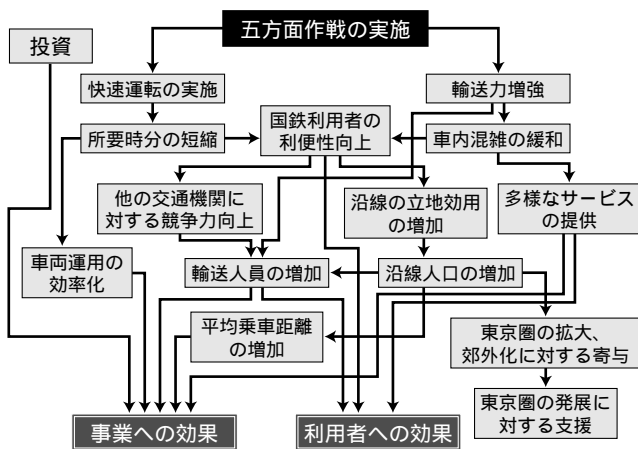 五方面作戦の実施
投資
快速運転の実施
輸送力増強
国鉄利用者の
利便性向上
所要時分の短縮
車内混雑の緩和
他の交通機関に
対する競争力向上
沿線の立地効用
の増加
多様なサービス
の提供
車両運用の
効率化
輸送人員の増加
沿線人口の増加
平均乗車距離
の増加
東京圏の拡大、
郊外化に対する寄与
東京圏の発展に
対する支援
事業への効果
利用者への効果